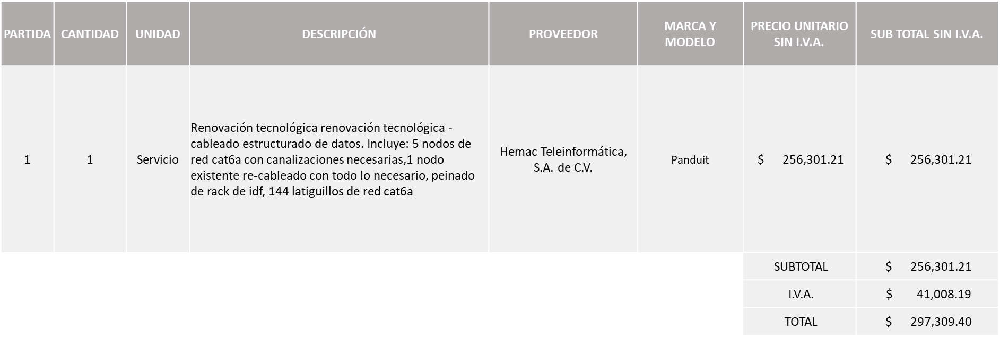 PARTIDA CANTIDAD UNIDAD DESCRIPCIÓN PROVEEDOR MARCA Y MODELO PRECIO UNITARIO SIN I.V.A. SUB TOTAL SIN I.V.A.
1
1
Servicio
Renovación tecnológica renovación tecnológica -
cableado estructurado de datos. Incluye: 5 nodos de
red cat6a con canalizaciones necesarias,1 nodo
existente re-cableado con todo lo necesario, peinado
de rack de idf, 144 latiguillos de red cat6a
Hemac Teleinformática,
S.A. de C.V.
Panduit
$ 256,301.21
$ 256,301.21
SUBTOTAL $ 256,301.21
I.V.A. $ 41,008.19
TOTAL $ 297,309.40